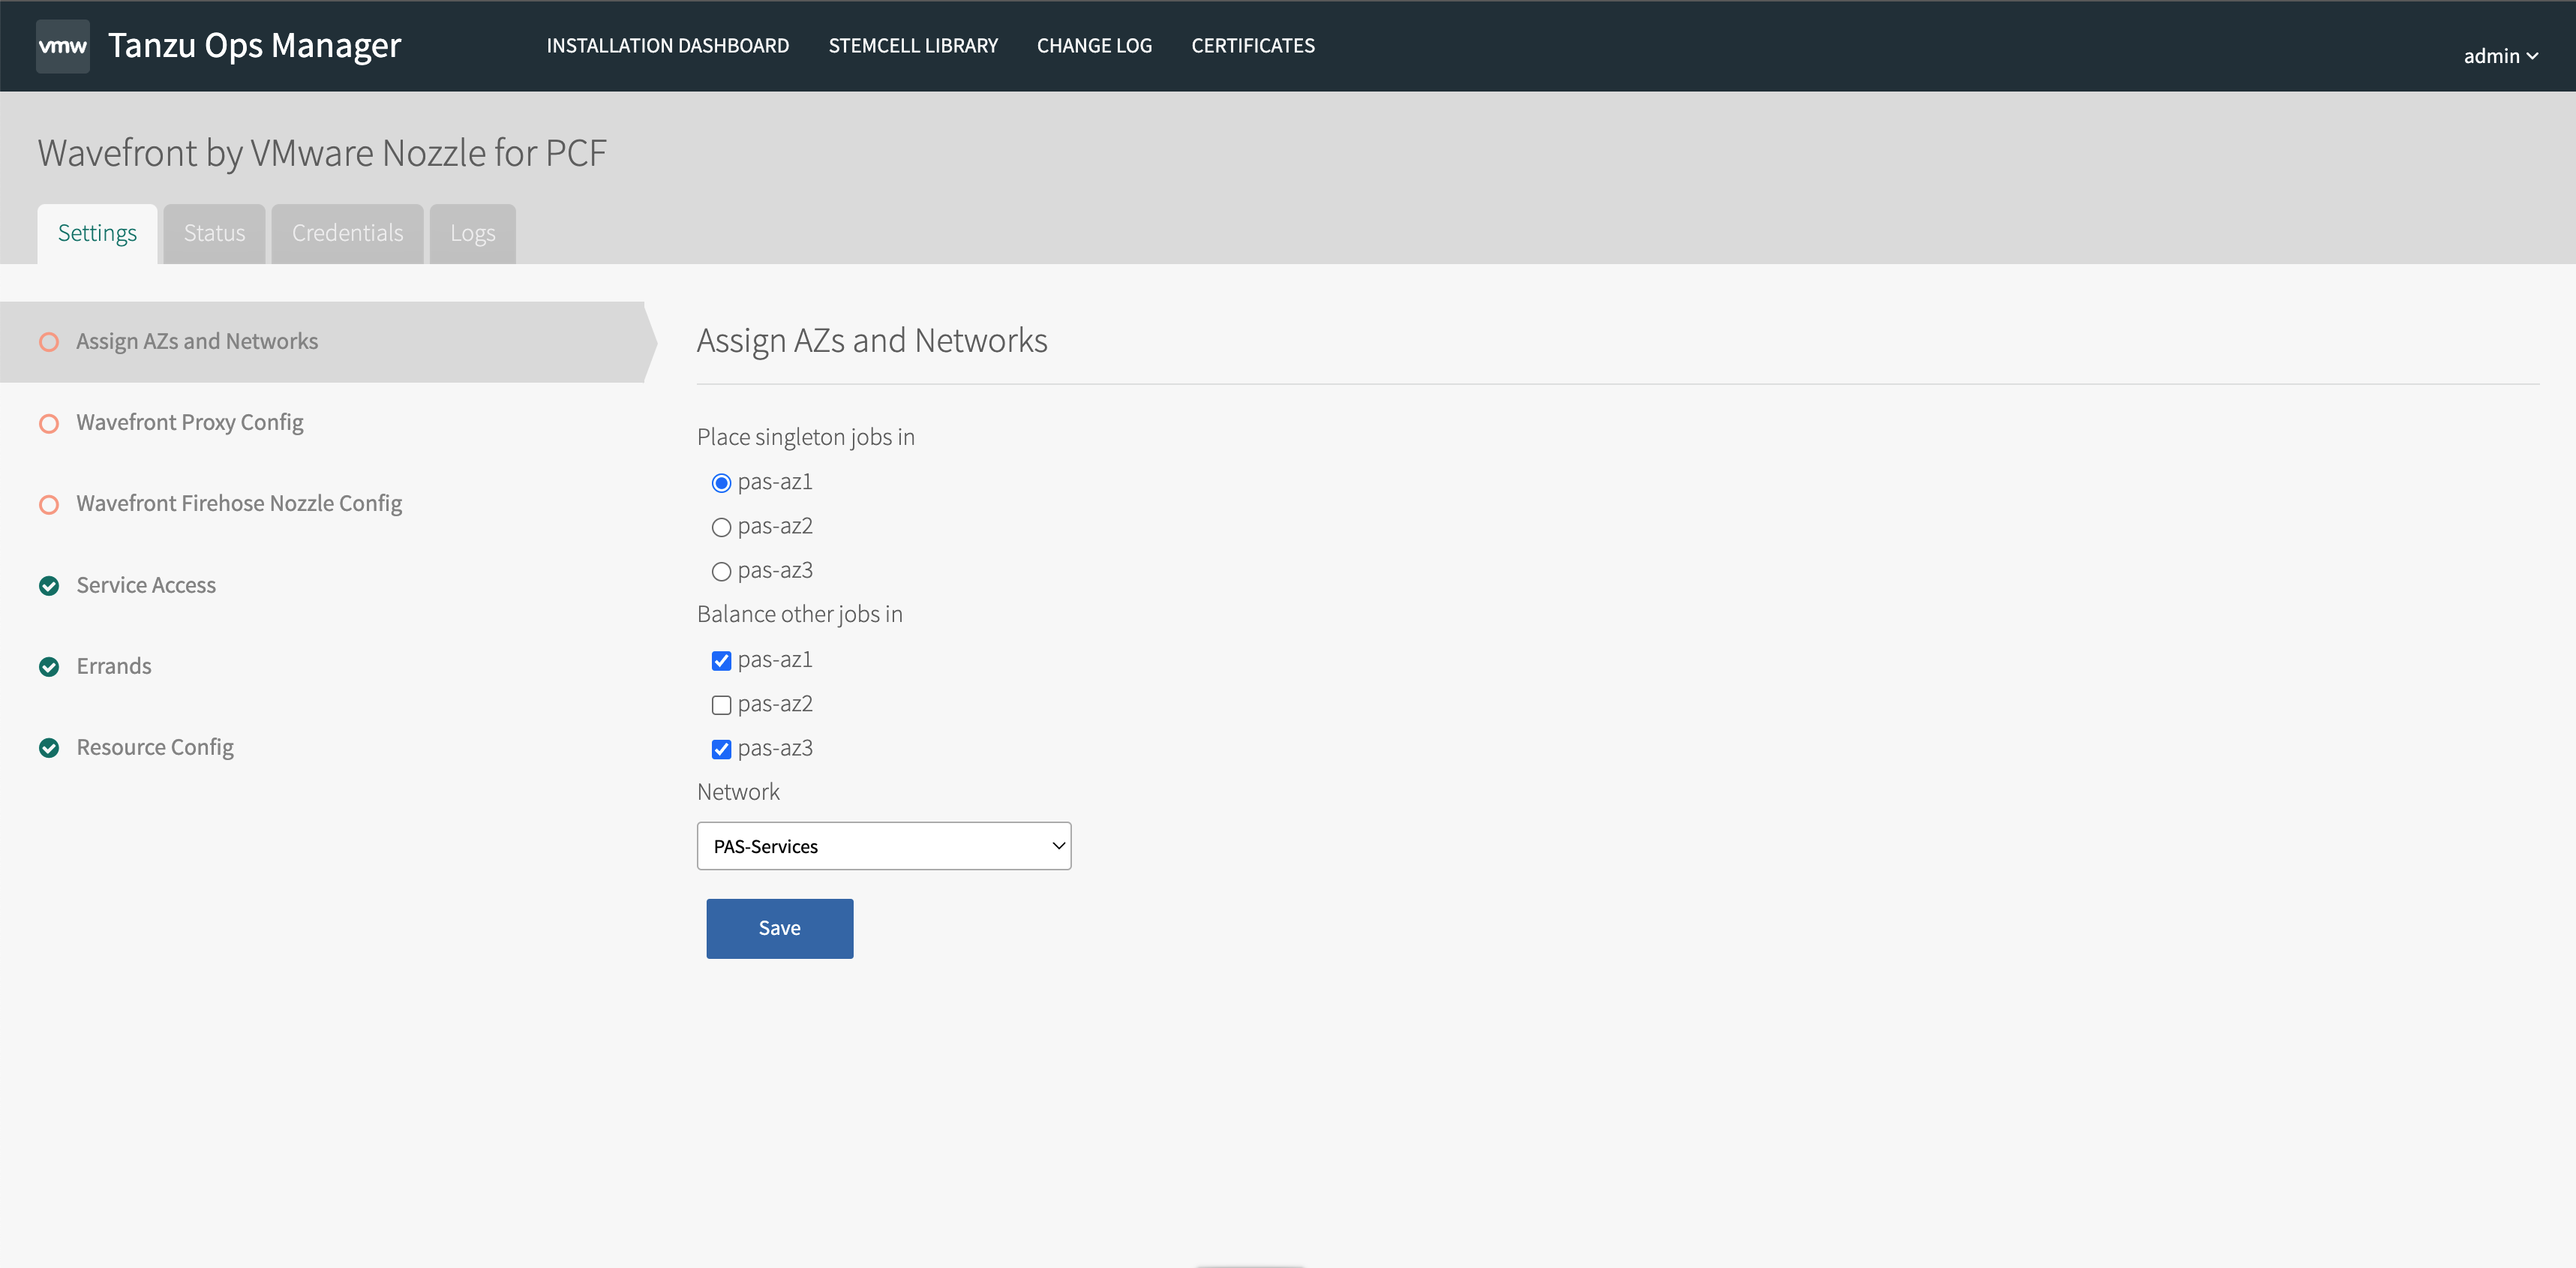 vmw Tanzu Ops Manager INSTALLATION DASHBOARD STEMCELL LIBRARY CHANGE LOG CERTIFICATES admin
Wavefront by VMware Nozzle for PCF
Settings Status Credentials Logs
Assign AZs and Networks
Wavefront Proxy Config
Wavefront Firehose Nozzle Config
Service Access
Errands
Resource Config
Assign AZs and Networks
Place singleton jobs in
pas-az1
pas-az2
pas-az3
Balance other jobs in
pas-az1
pas-az2
pas-az3
Network
PAS-Services
Save